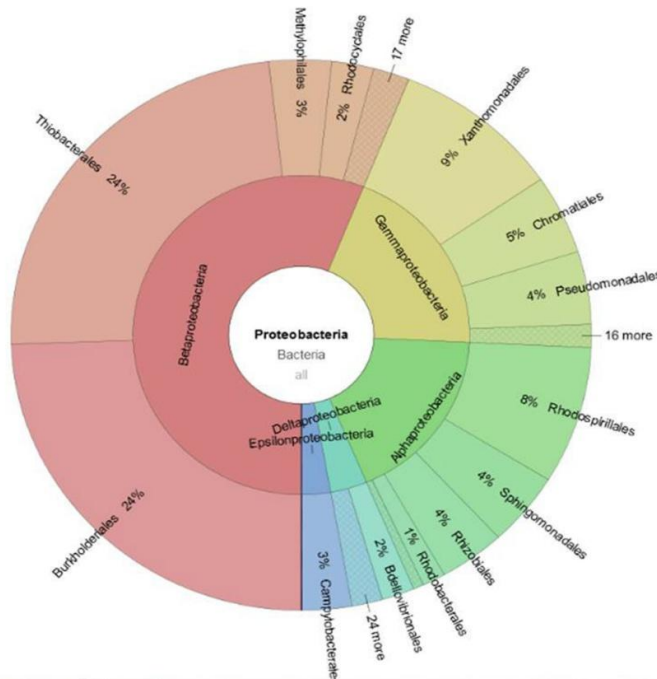 Proteobacteria
Bacteria
all
Betaproteobacteria
Gammaproteobacteria
Alphaproteobacteria
Deltaproteobacteria
Epsilonproteobacteria
Burkholderiales 24%
Thiobacterales 24%
Methylophilales 3%
2% Rhodocyclales
17 more
9% Xanthomonadales
5% Chromatiales
4% Pseudomonadales
16 more
8% Rhodospirillales
4% Sphingomonadales
4% Rhizobiales
1% Rhodobacterales
2% Bdellovibrionales
24 more
3% Campylobacterale